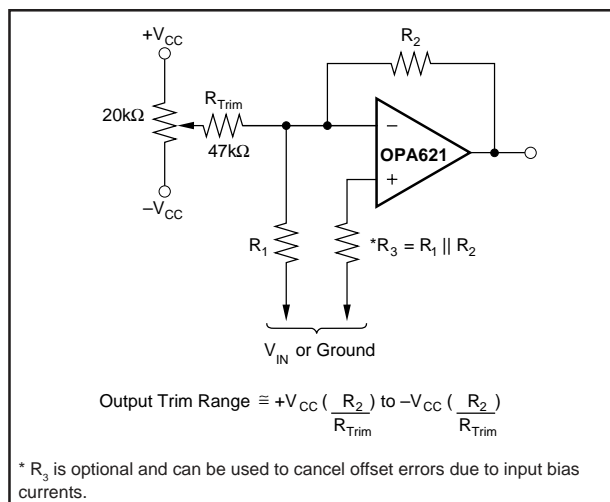 +VCC
R2
RTrim
20kΩ
47kΩ
–
OPA621
+
–VCC
R1
*R3 = R1 || R2
VIN or Ground
Output Trim Range ≅ +VCC ( R2 / RTrim ) to –VCC ( R2 / RTrim )
* R3 is optional and can be used to cancel offset errors due to input bias
currents.